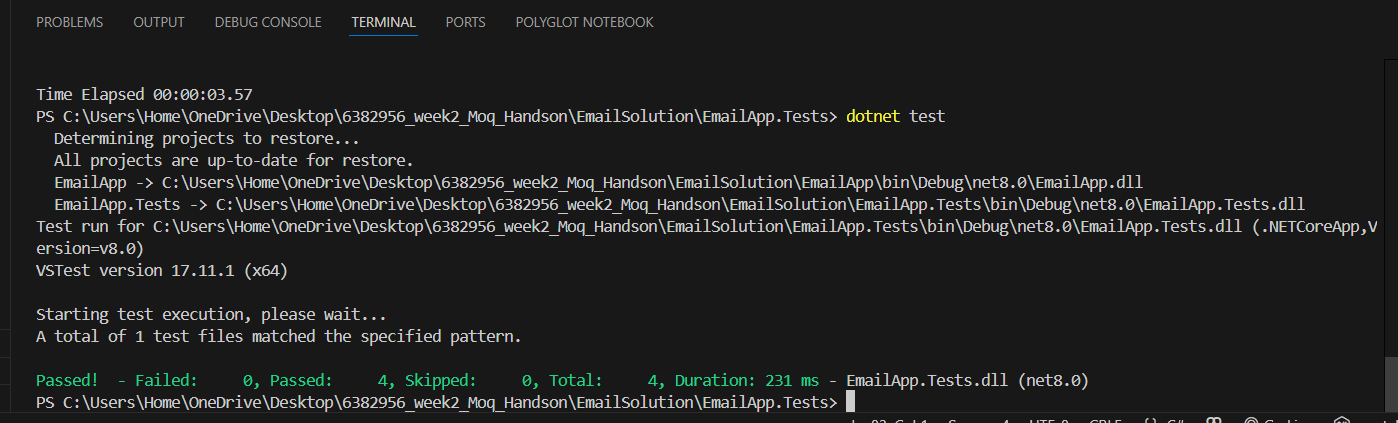 PROBLEMS OUTPUT DEBUG CONSOLE TERMINAL PORTS POLYGLOT NOTEBOOK
Time Elapsed 00:00:03.57
PS C:\Users\Home\OneDrive\Desktop\6382956_week2_Moq_Handson\EmailSolution\EmailApp.Tests> dotnet test
  Determining projects to restore...
  All projects are up-to-date for restore.
  EmailApp -> C:\Users\Home\OneDrive\Desktop\6382956_week2_Moq_Handson\EmailSolution\EmailApp\bin\Debug\net8.0\EmailApp.dll
  EmailApp.Tests -> C:\Users\Home\OneDrive\Desktop\6382956_week2_Moq_Handson\EmailSolution\EmailApp.Tests\bin\Debug\net8.0\EmailApp.Tests.dll
Test run for C:\Users\Home\OneDrive\Desktop\6382956_week2_Moq_Handson\EmailSolution\EmailApp.Tests\bin\Debug\net8.0\EmailApp.Tests.dll (.NETCoreApp,V
ersion=v8.0)
VSTest version 17.11.1 (x64)
Starting test execution, please wait...
A total of 1 test files matched the specified pattern.
Passed!  - Failed:     0, Passed:     4, Skipped:     0, Total:     4, Duration: 231 ms - EmailApp.Tests.dll (net8.0)
PS C:\Users\Home\OneDrive\Desktop\6382956_week2_Moq_Handson\EmailSolution\EmailApp.Tests>